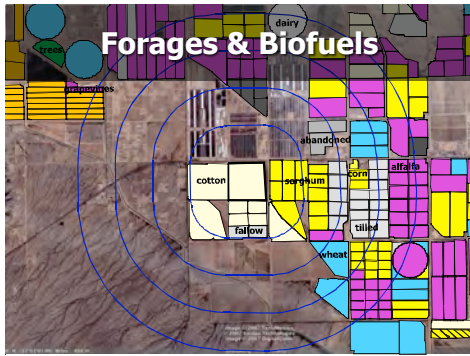 dairy
Forages & Biofuels
trees
grapevines
abandoned
cotton
sorghum
corn
alfalfa
fallow
tilled
wheat